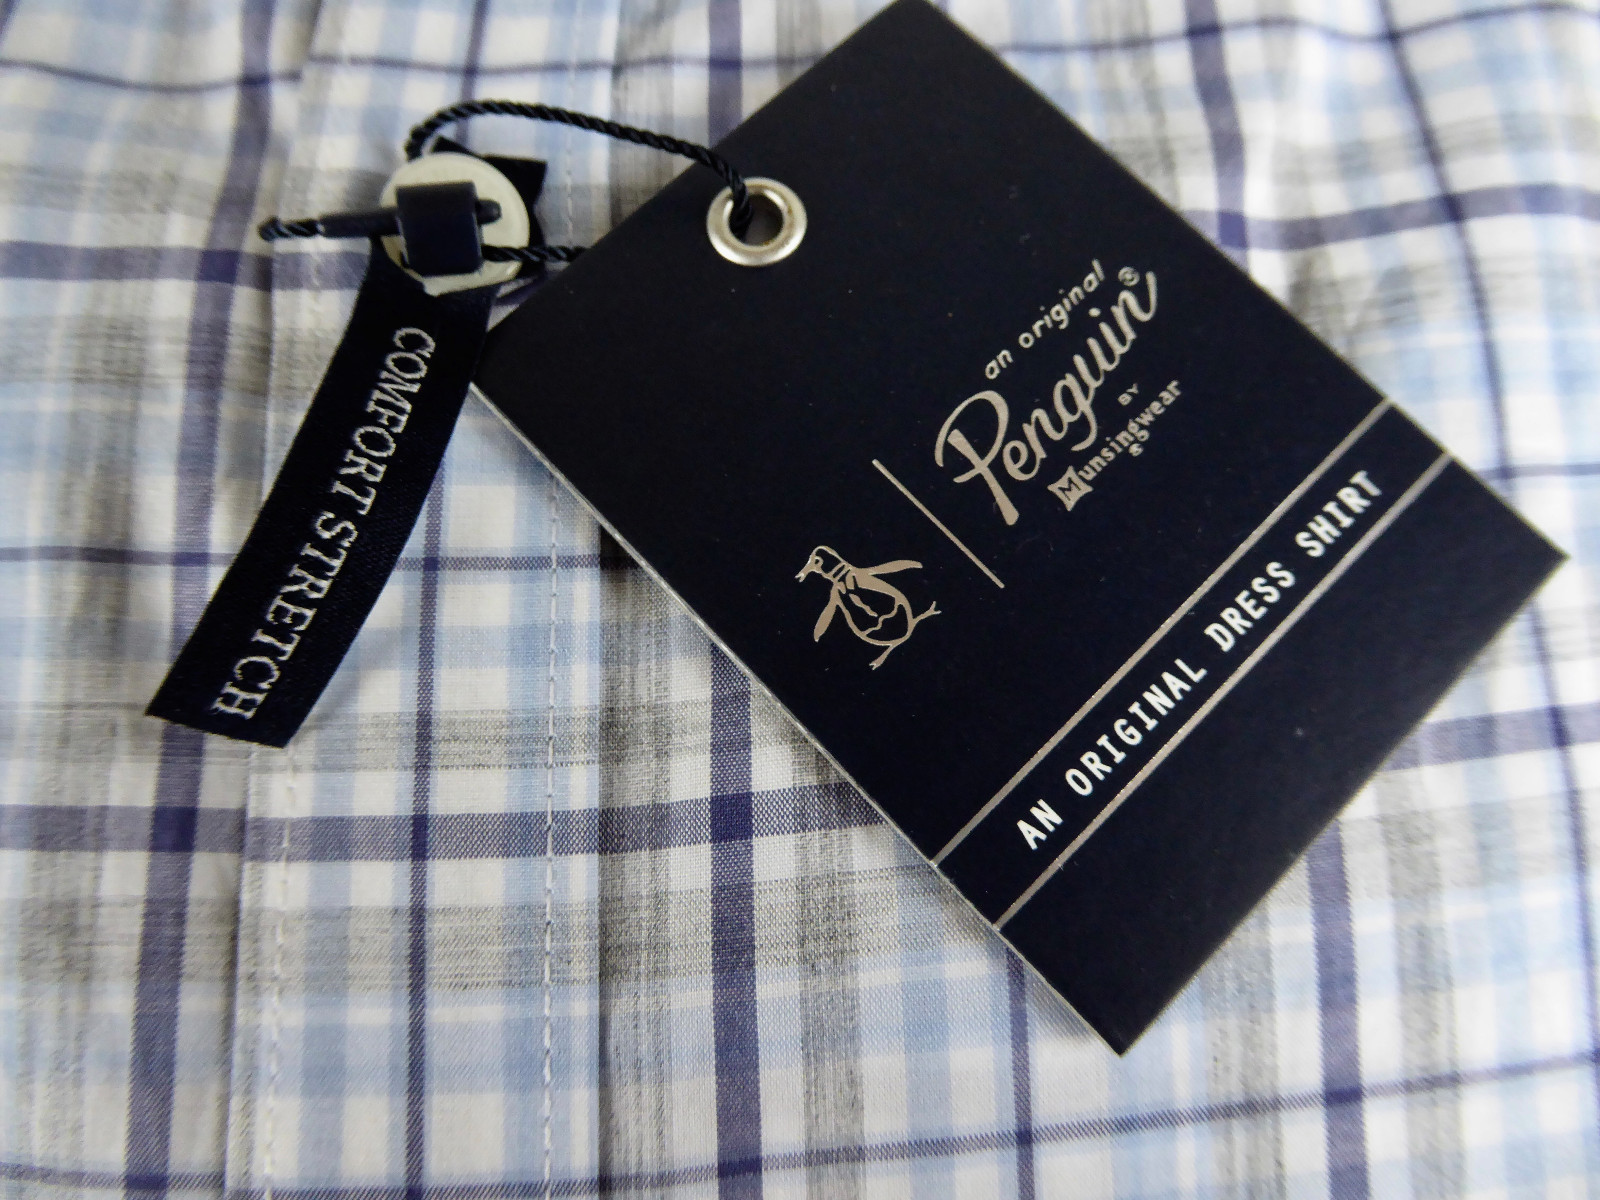 COMFORT STRETCH
an original
Penguin®
BY
Munsingwear
AN ORIGINAL DRESS SHIRT